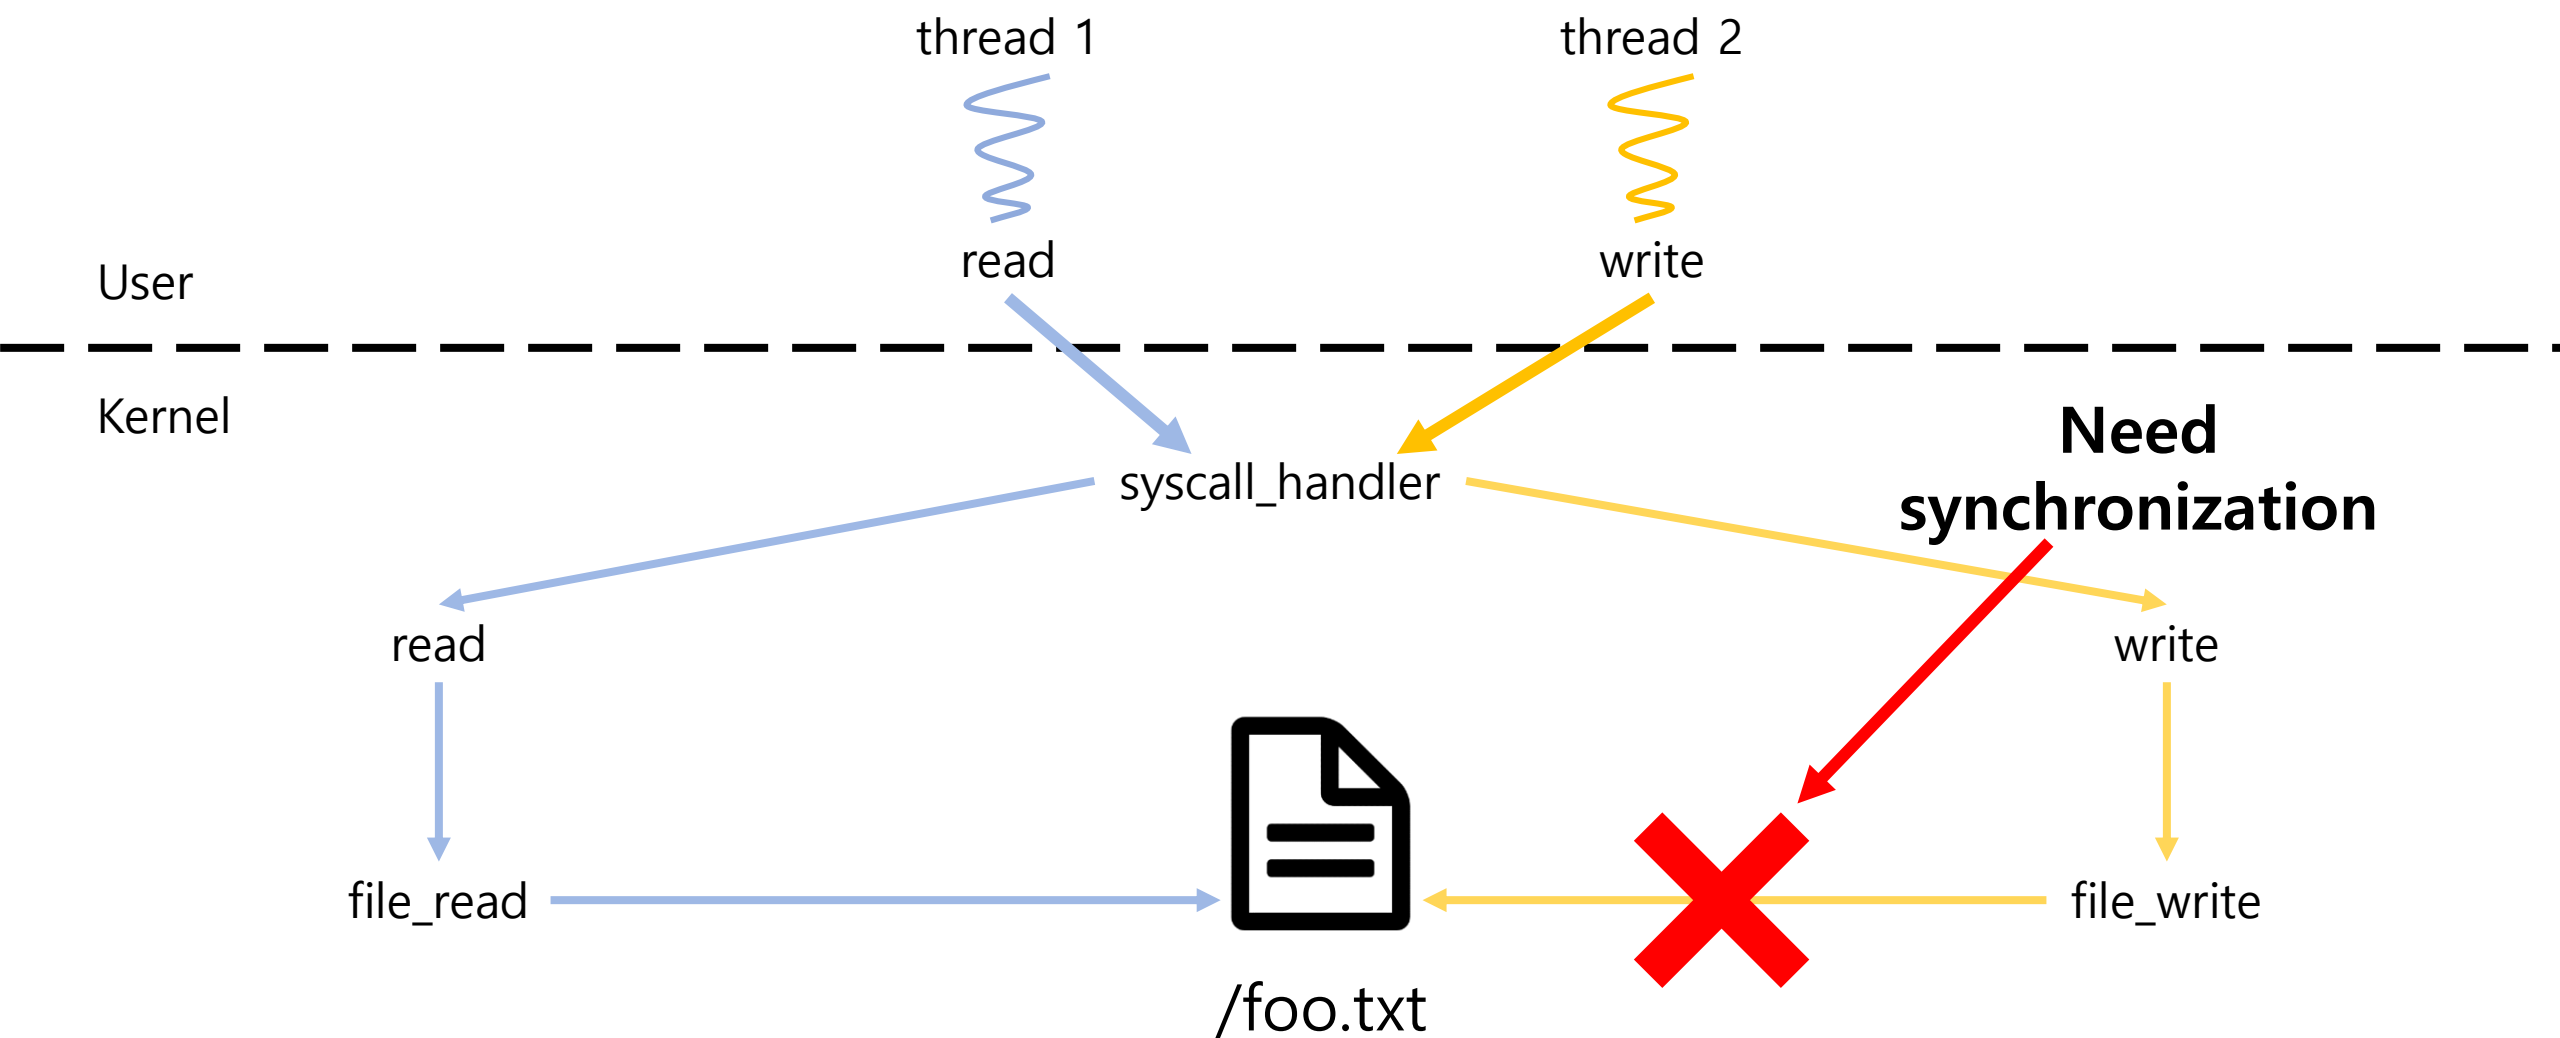 thread 1
thread 2
read
write
User
Kernel
Need
synchronization
syscall_handler
read
write
file_read
file_write
/foo.txt